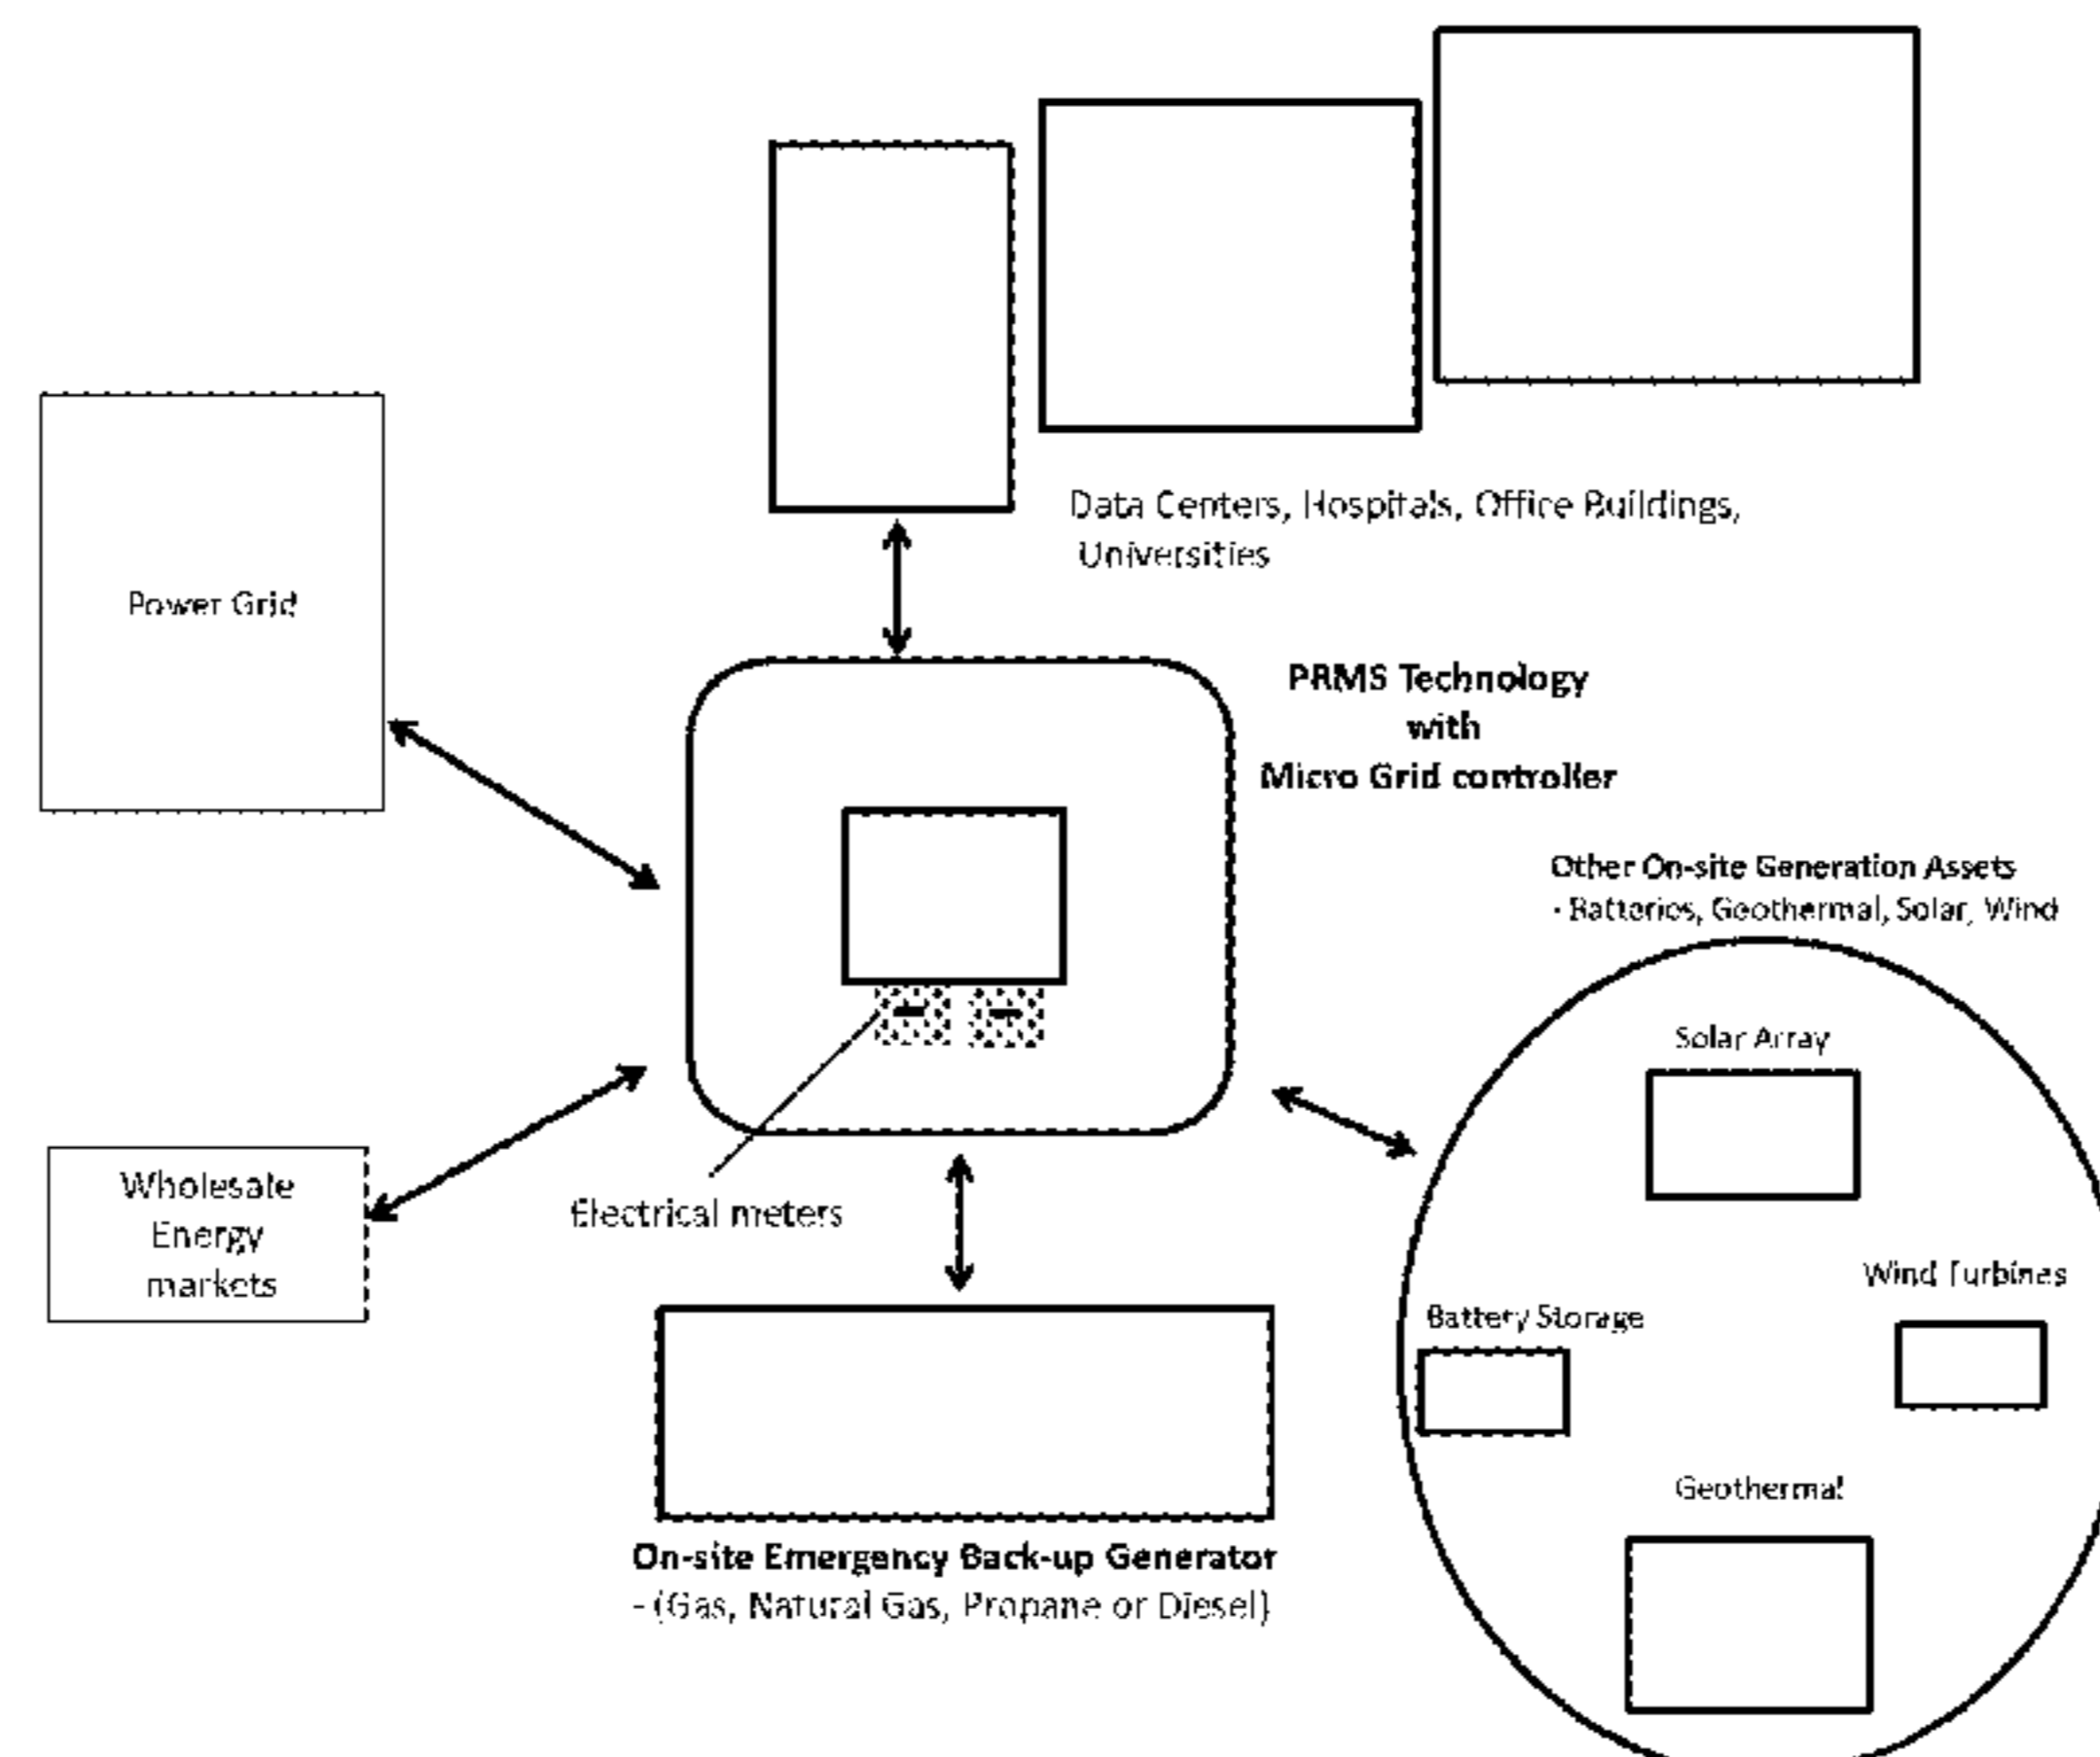 Data Centers, Hospitals, Office Buildings,
Universities
Power Grid
PRMS Technology
with
Micro Grid controller
Other On-site Generation Assets
- Batteries, Geothermal, Solar, Wind
Solar Array
Wholesale
Energy
markets
Electrical meters
Wind Turbines
Battery Storage
Geothermal
On-site Emergency Back-up Generator
- (Gas, Natural Gas, Propane or Diesel)